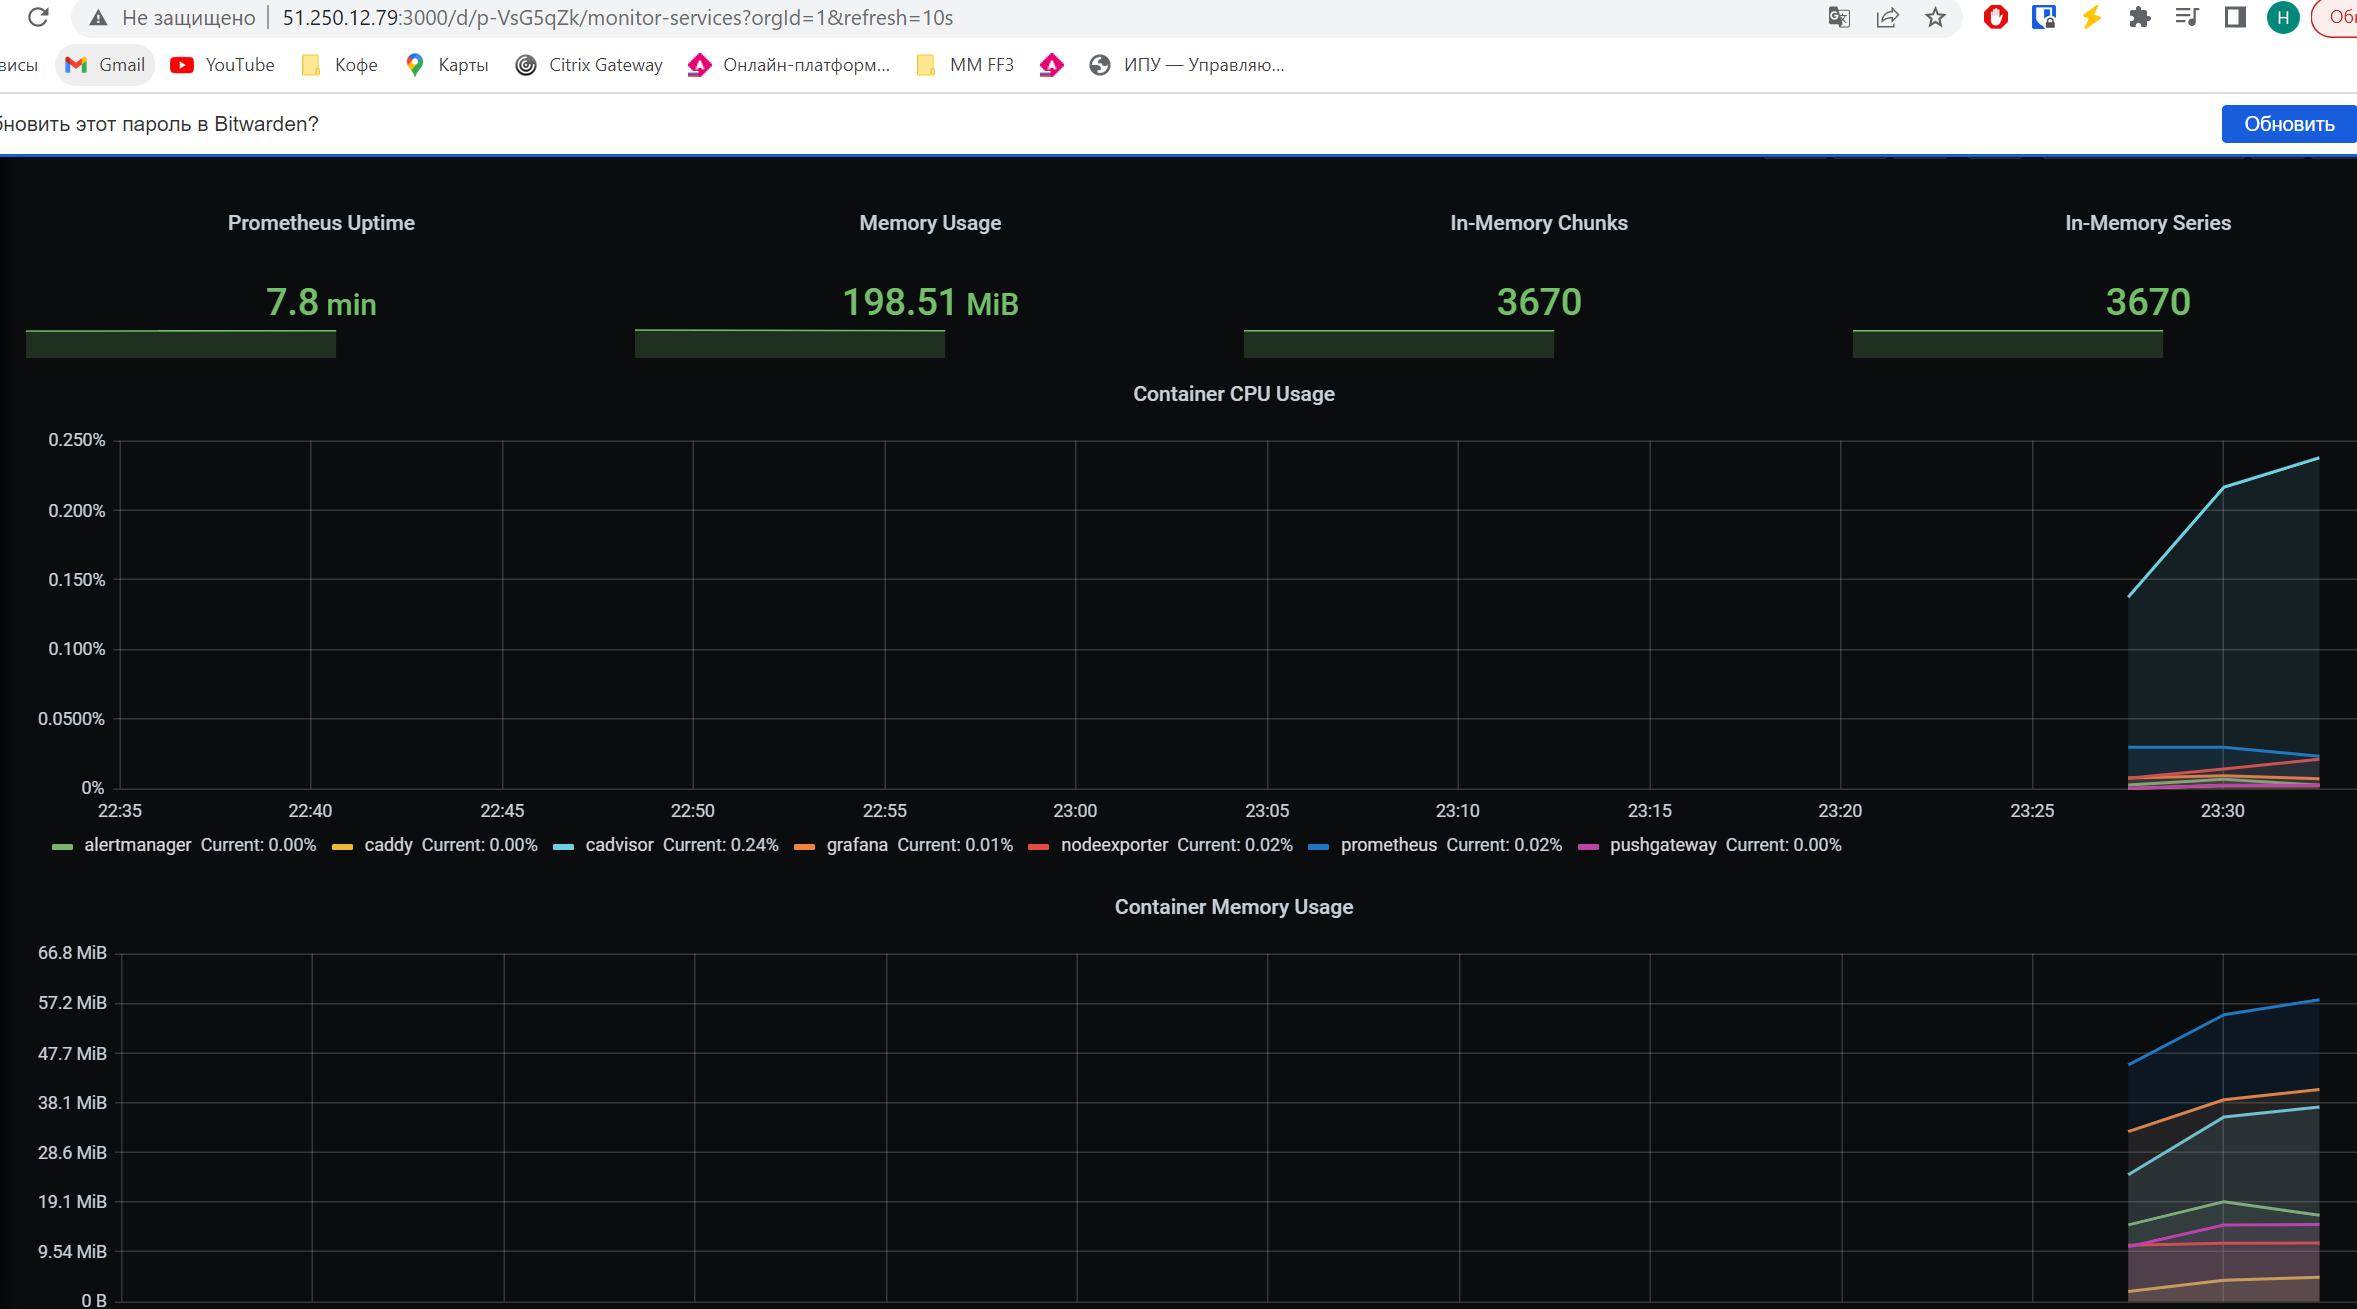 Не защищено 51.250.12.79:3000/d/p-VsG5qZk/monitor-services?orgId=1&refresh=10s Н Об
висы Gmail YouTube Кофе Карты Citrix Gateway Онлайн-платформ... MM FF3 ИПУ — Управляю...
бновить этот пароль в Bitwarden? Обновить
Prometheus Uptime Memory Usage In-Memory Chunks In-Memory Series
7.8 min 198.51 MiB 3670 3670
Container CPU Usage
0.250%
0.200%
0.150%
0.100%
0.0500%
0%
22:35 22:40 22:45 22:50 22:55 23:00 23:05 23:10 23:15 23:20 23:25 23:30
alertmanager Current: 0.00% caddy Current: 0.00% cadvisor Current: 0.24% grafana Current: 0.01% nodeexporter Current: 0.02% prometheus Current: 0.02% pushgateway Current: 0.00%
Container Memory Usage
66.8 MiB
57.2 MiB
47.7 MiB
38.1 MiB
28.6 MiB
19.1 MiB
9.54 MiB
0 B